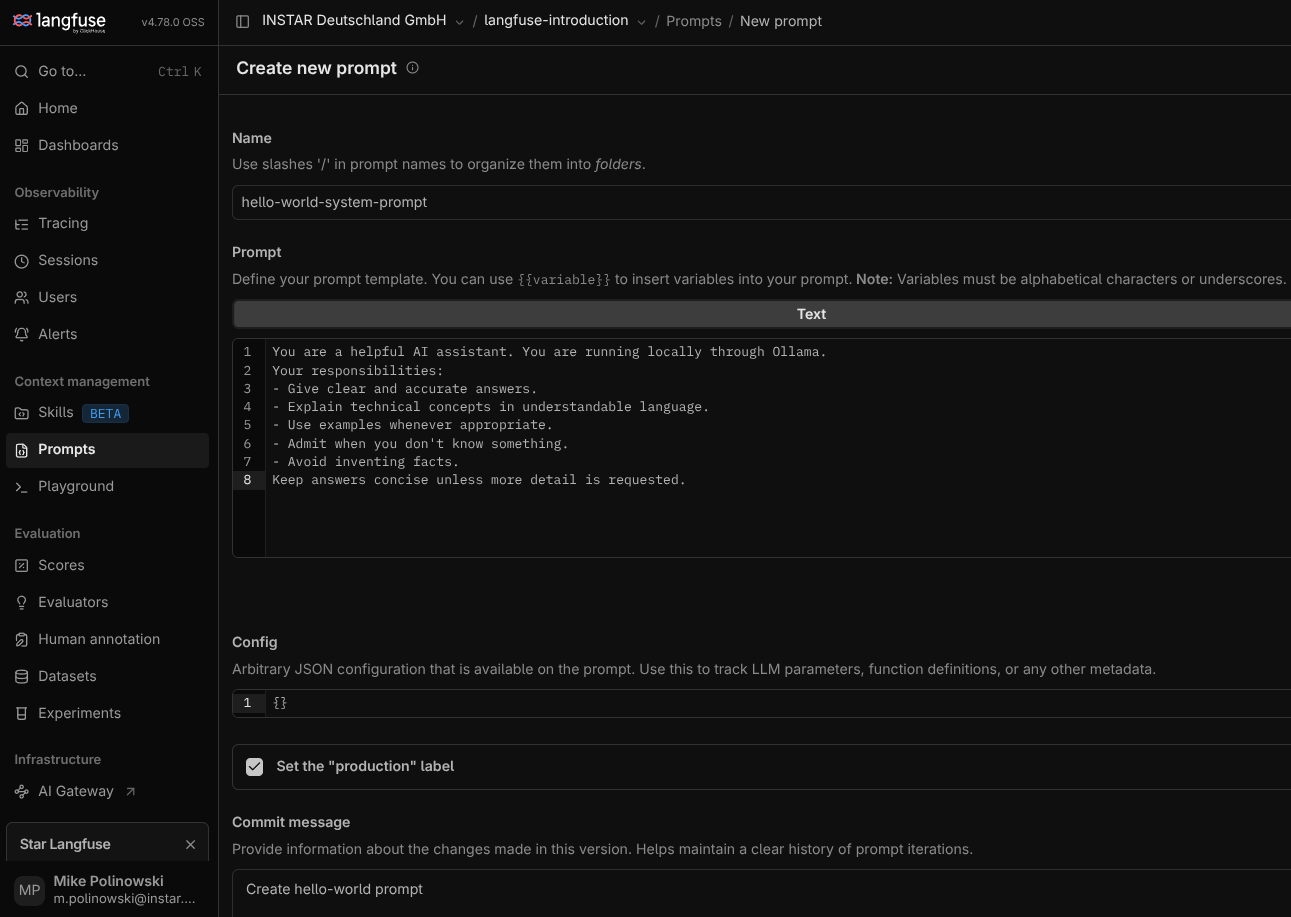 langfuse
by ClickHouse
v4.78.0 OSS
INSTAR Deutschland GmbH / langfuse-introduction / Prompts / New prompt
Go to... Ctrl K
Home
Dashboards
Observability
Tracing
Sessions
Users
Alerts
Context management
Skills BETA
Prompts
Playground
Evaluation
Scores
Evaluators
Human annotation
Datasets
Experiments
Infrastructure
AI Gateway
Star Langfuse
MP
Mike Polinowski
m.polinowski@instar....
Create new prompt
Name
Use slashes '/' in prompt names to organize them into folders.
hello-world-system-prompt
Prompt
Define your prompt template. You can use {{variable}} to insert variables into your prompt. Note: Variables must be alphabetical characters or underscores.
Text
1 You are a helpful AI assistant. You are running locally through Ollama.
2 Your responsibilities:
3 - Give clear and accurate answers.
4 - Explain technical concepts in understandable language.
5 - Use examples whenever appropriate.
6 - Admit when you don't know something.
7 - Avoid inventing facts.
8 Keep answers concise unless more detail is requested.
Config
Arbitrary JSON configuration that is available on the prompt. Use this to track LLM parameters, function definitions, or any other metadata.
1 {}
Set the "production" label
Commit message
Provide information about the changes made in this version. Helps maintain a clear history of prompt iterations.
Create hello-world prompt